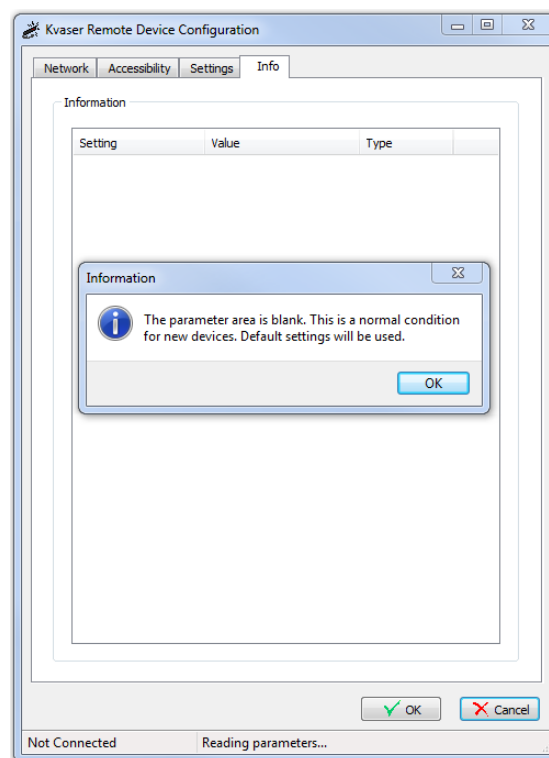 Kvaser Remote Device Configuration
Network Accessibility Settings Info
Information
Setting Value Type
Information
The parameter area is blank. This is a normal condition
for new devices. Default settings will be used.
OK
OK Cancel
Not Connected Reading parameters...